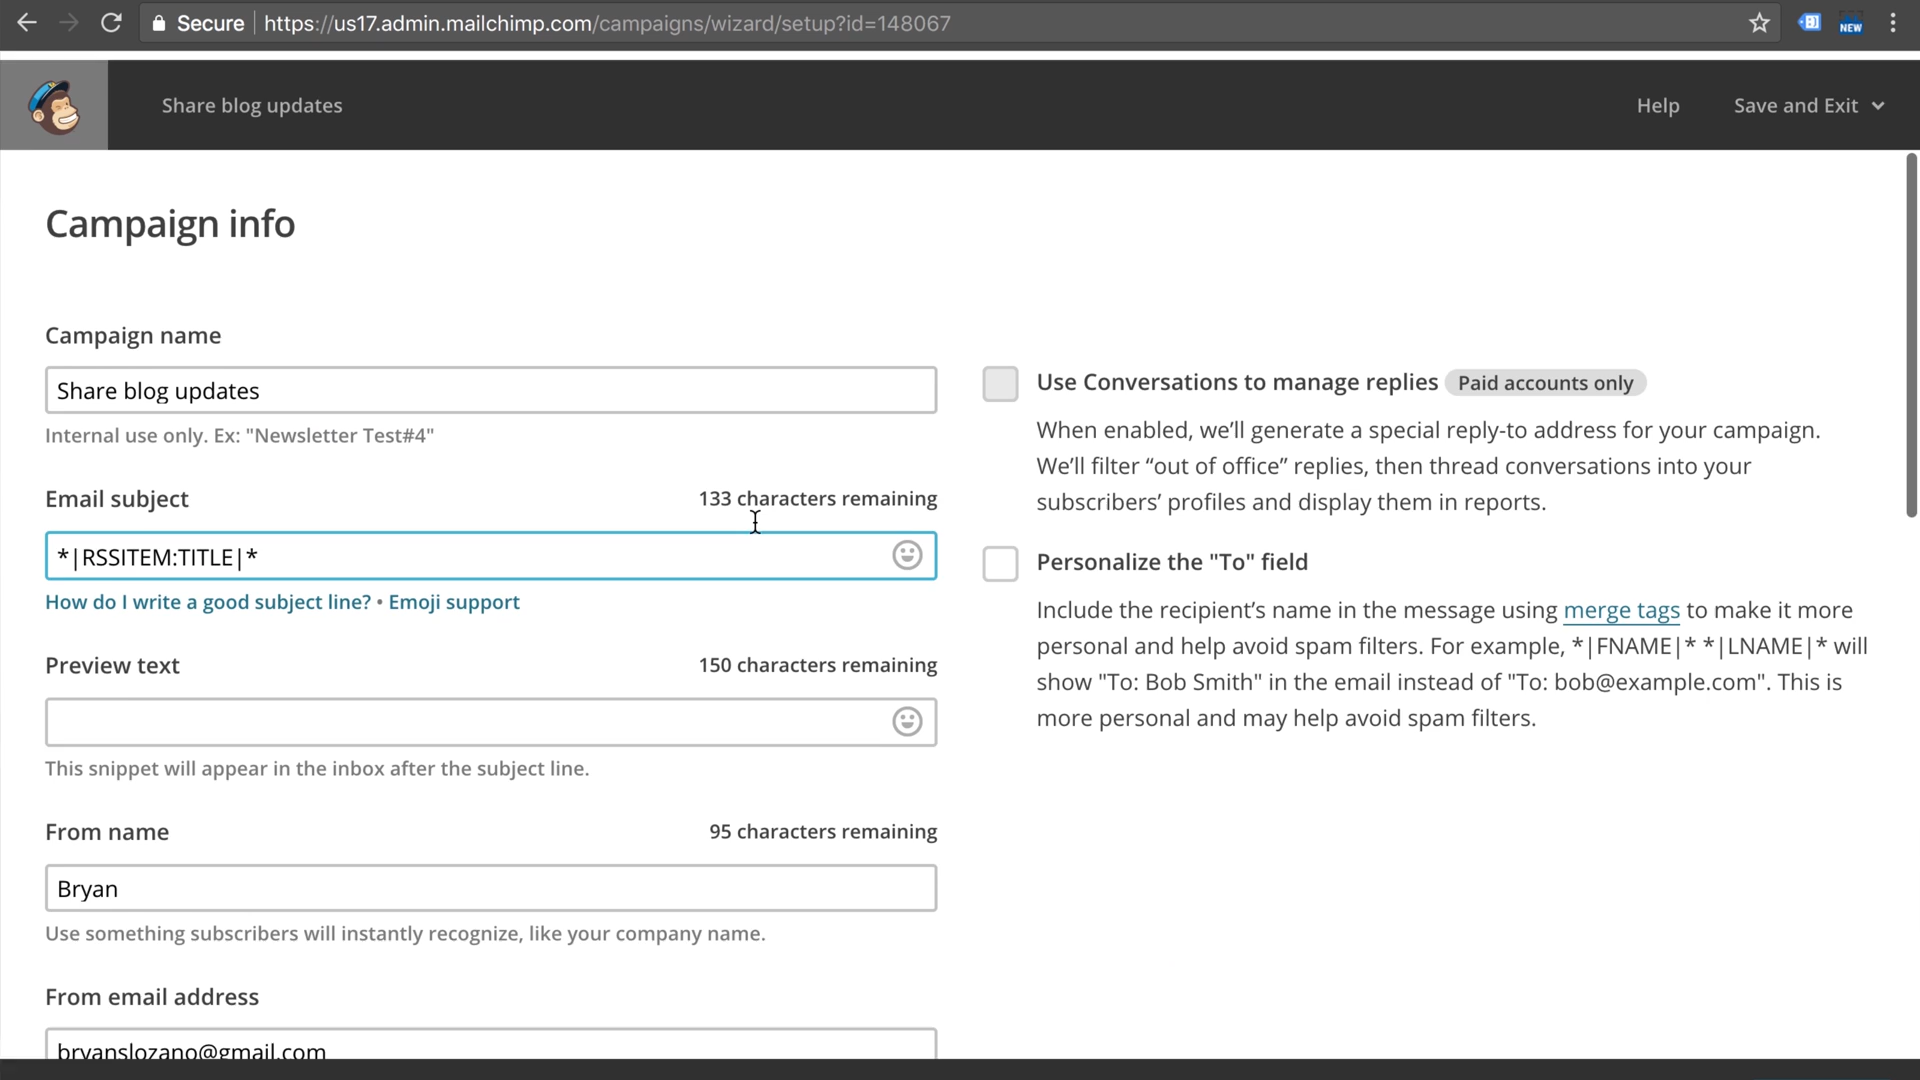 Secure https://us17.admin.mailchimp.com/campaigns/wizard/setup?id=148067
NEW
Share blog updates
Help
Save and Exit
Campaign info
Campaign name
Share blog updates
Internal use only. Ex: "Newsletter Test#4"
Email subject
133 characters remaining
*|RSSITEM:TITLE|*
How do I write a good subject line? • Emoji support
Preview text
150 characters remaining
This snippet will appear in the inbox after the subject line.
From name
95 characters remaining
Bryan
Use something subscribers will instantly recognize, like your company name.
From email address
bryanslozano@gmail.com
Use Conversations to manage replies Paid accounts only
When enabled, we’ll generate a special reply-to address for your campaign.
We’ll filter “out of office” replies, then thread conversations into your
subscribers’ profiles and display them in reports.
Personalize the "To" field
Include the recipient’s name in the message using merge tags to make it more
personal and help avoid spam filters. For example, *|FNAME|* *|LNAME|* will
show "To: Bob Smith" in the email instead of "To: bob@example.com". This is
more personal and may help avoid spam filters.